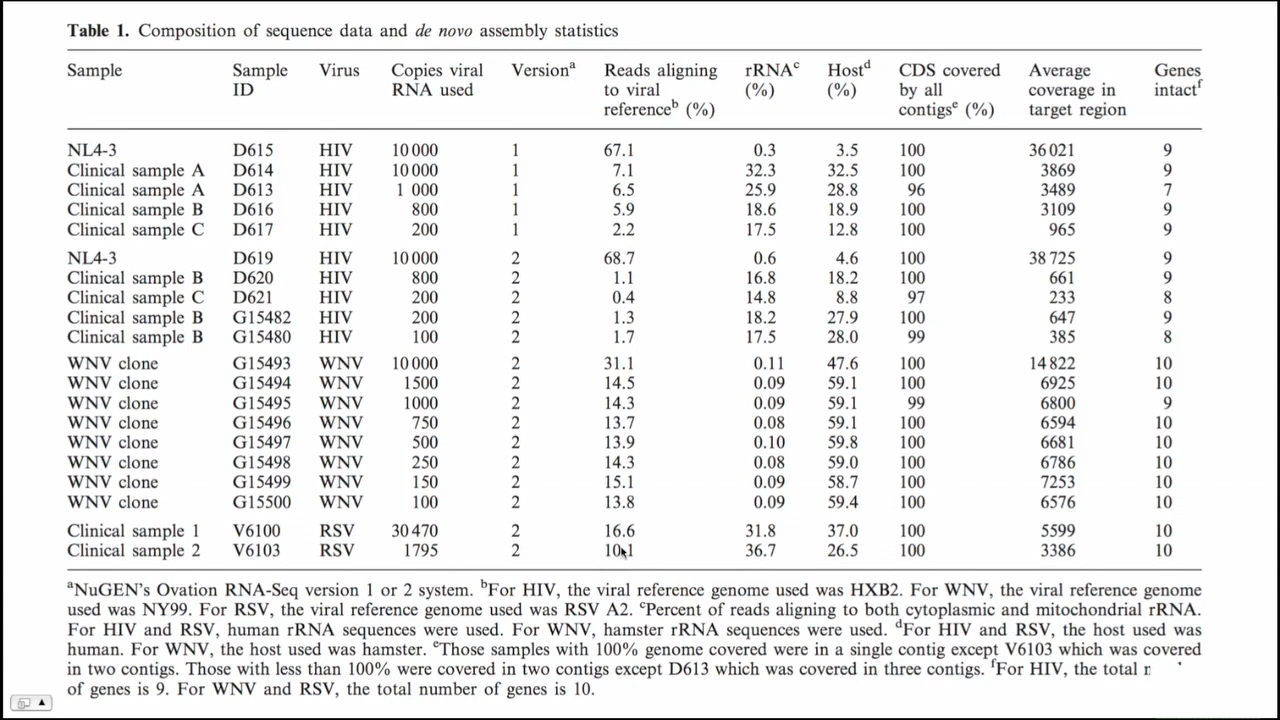 Table 1. Composition of sequence data and de novo assembly statistics
Sample Sample ID Virus Copies viral RNA used Versionᵃ Reads aligning to viral referenceᵇ (%) rRNAᶜ (%) Hostᵈ (%) CDS covered by all contigsᵉ (%) Average coverage in target region Genes intactᶠ
NL4-3 D615 HIV 10 000 1 67.1 0.3 3.5 100 36 021 9
Clinical sample A D614 HIV 10 000 1 7.1 32.3 32.5 100 3869 9
Clinical sample A D613 HIV 1 000 1 6.5 25.9 28.8 96 3489 7
Clinical sample B D616 HIV 800 1 5.9 18.6 18.9 100 3109 9
Clinical sample C D617 HIV 200 1 2.2 17.5 12.8 100 965 9
NL4-3 D619 HIV 10 000 2 68.7 0.6 4.6 100 38 725 9
Clinical sample B D620 HIV 800 2 1.1 16.8 18.2 100 661 9
Clinical sample C D621 HIV 200 2 0.4 14.8 8.8 97 233 8
Clinical sample B G15482 HIV 200 2 1.3 18.2 27.9 100 647 9
Clinical sample B G15480 HIV 100 2 1.7 17.5 28.0 99 385 8
WNV clone G15493 WNV 10 000 2 31.1 0.11 47.6 100 14 822 10
WNV clone G15494 WNV 1500 2 14.5 0.09 59.1 100 6925 10
WNV clone G15495 WNV 1000 2 14.3 0.09 59.1 99 6800 9
WNV clone G15496 WNV 750 2 13.7 0.08 59.1 100 6594 10
WNV clone G15497 WNV 500 2 13.9 0.10 59.8 100 6681 10
WNV clone G15498 WNV 250 2 14.3 0.08 59.0 100 6786 10
WNV clone G15499 WNV 150 2 15.1 0.09 58.7 100 7253 10
WNV clone G15500 WNV 100 2 13.8 0.09 59.4 100 6576 10
Clinical sample 1 V6100 RSV 30 470 2 16.6 31.8 37.0 100 5599 10
Clinical sample 2 V6103 RSV 1795 2 10.1 36.7 26.5 100 3386 10
ᵃNuGEN's Ovation RNA-Seq version 1 or 2 system. ᵇFor HIV, the viral reference genome used was HXB2. For WNV, the viral reference genome
used was NY99. For RSV, the viral reference genome used was RSV A2. ᶜPercent of reads aligning to both cytoplasmic and mitochondrial rRNA.
For HIV and RSV, human rRNA sequences were used. For WNV, hamster rRNA sequences were used. ᵈFor HIV and RSV, the host used was
human. For WNV, the host used was hamster. ᵉThose samples with 100% genome covered were in a single contig except V6103 which was covered
in two contigs. Those with less than 100% were covered in two contigs except D613 which was covered in three contigs. ᶠFor HIV, the total
of genes is 9. For WNV and RSV, the total number of genes is 10.